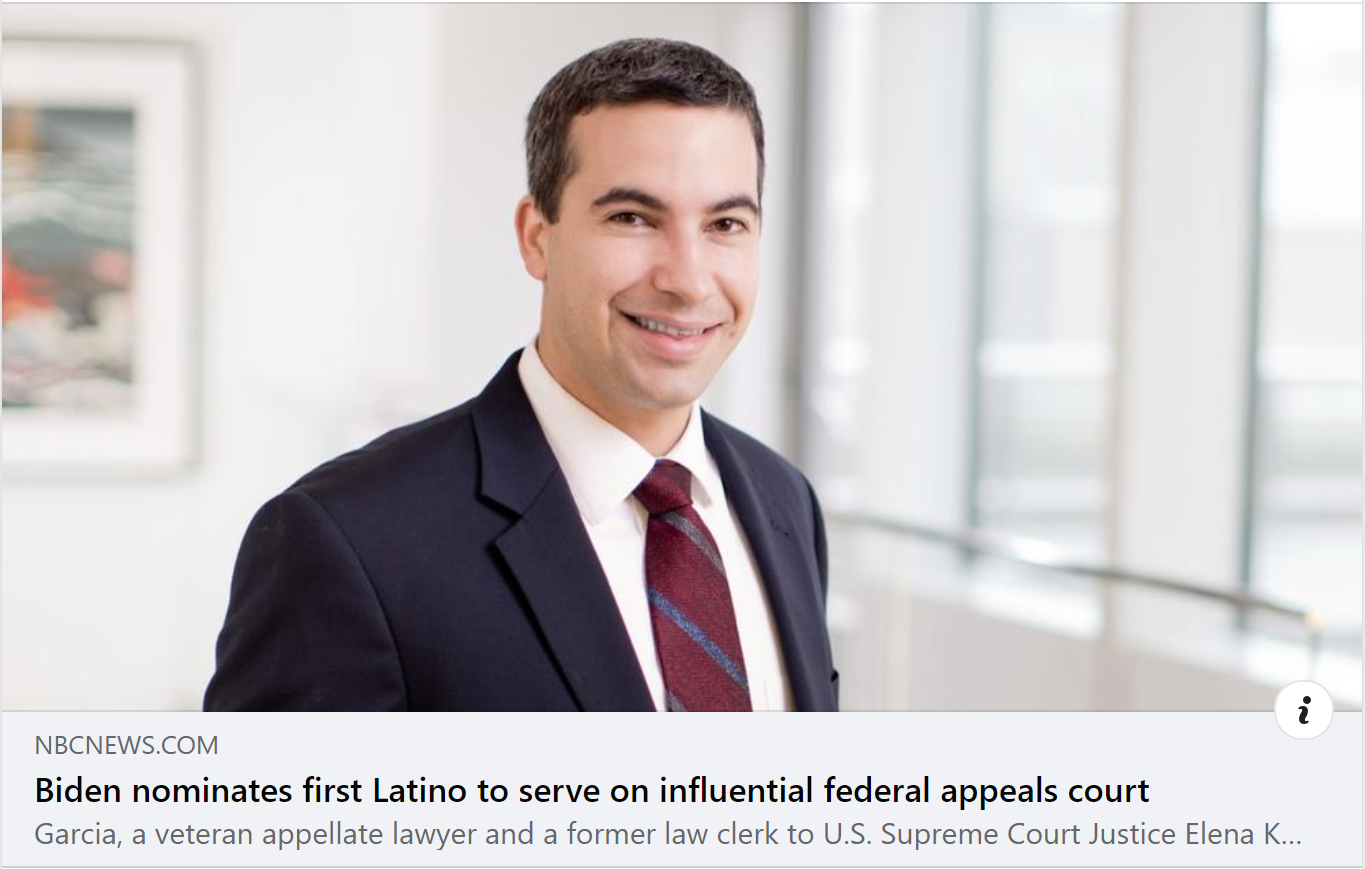 NBCNEWS.COM
Biden nominates first Latino to serve on influential federal appeals court
Garcia, a veteran appellate lawyer and a former law clerk to U.S. Supreme Court Justice Elena K...